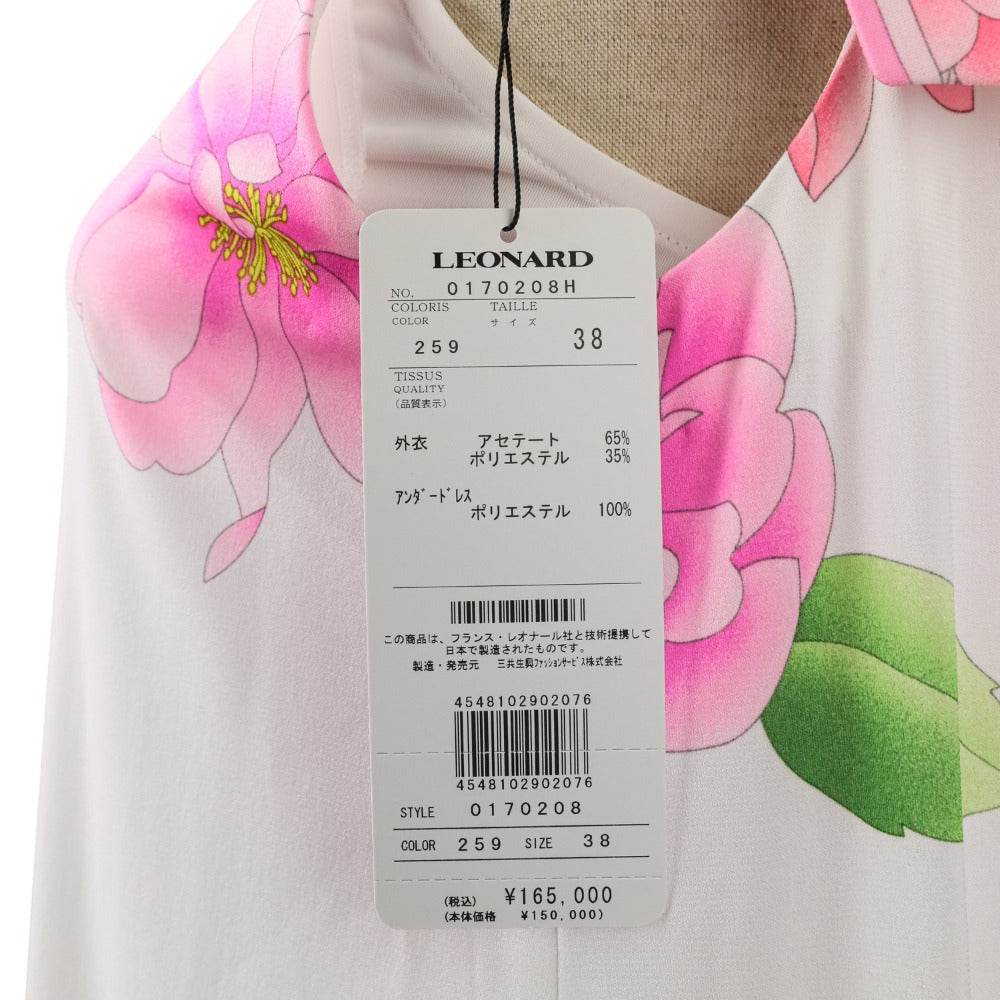 LEONARD
NO. 0170208H
COLORIS TAILLE
COLOR サイズ
259 38
TISSUS
QUALITY
(品質表示)
外衣 アセテート 65%
ポリエステル 35%
アンダードレス
ポリエステル 100%
この商品は、フランス・レオナール社と技術提携して
日本で製造されたものです。
製造・発売元 三共生興ファッションサービス株式会社
4548102902076
4548102902076
STYLE 0170208
COLOR 259 SIZE 38
(税込) ¥165,000
(本体価格 ¥150,000)